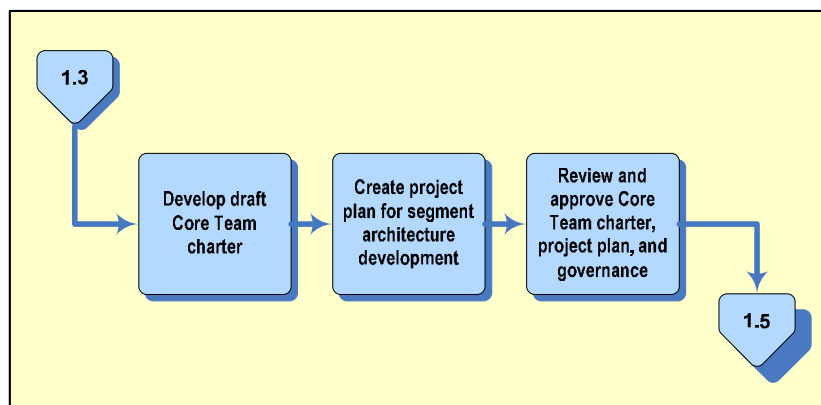 1.3
Develop draft
Core Team
charter
Create project
plan for segment
architecture
development
Review and
approve Core
Team charter,
project plan, and
governance
1.5